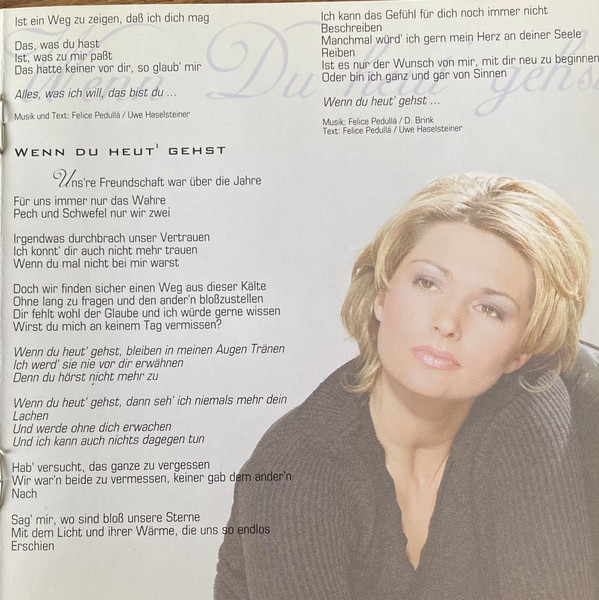 Wenn Du heut' gehst
Ist ein Weg zu zeigen, daß ich dich mag
Das, was du hast
Ist, was zu mir paßt
Das hatte keiner vor dir, so glaub' mir
Alles, was ich will, das bist du ...
Musik und Text: Felice Pedullà / Uwe Haselsteiner
WENN DU HEUT' GEHST
Uns're Freundschaft war über die Jahre
Für uns immer nur das Wahre
Pech und Schwefel nur wir zwei
Irgendwas durchbrach unser Vertrauen
Ich konnt' dir auch nicht mehr trauen
Wenn du mal nicht bei mir warst
Doch wir finden sicher einen Weg aus dieser Kälte
Ohne lang zu fragen und den ander'n bloßzustellen
Dir fehlt wohl der Glaube und ich würde gerne wissen
Wirst du mich an keinem Tag vermissen?
Wenn du heut' gehst, bleiben in meinen Augen Tränen
Ich werd' sie nie vor dir erwähnen
Denn du hörst nicht mehr zu
Wenn du heut' gehst, dann seh' ich niemals mehr dein
Lachen
Und werde ohne dich erwachen
Und ich kann auch nichts dagegen tun
Hab' versucht, das ganze zu vergessen
Wir war'n beide zu vermessen, keiner gab dem ander'n
Nach
Sag' mir, wo sind bloß unsere Sterne
Mit dem Licht und ihrer Wärme, die uns so endlos
Erschien
Ich kann das Gefühl für dich noch immer nicht
Beschreiben
Manchmal würd' ich gern mein Herz an deiner Seele
Reiben
Ist es nur der Wunsch von mir, mit dir neu zu beginnen
Oder bin ich ganz und gar von Sinnen
Wenn du heut' gehst ...
Musik: Felice Pedullà / D. Brink
Text: Felice Pedullà / Uwe Haselsteiner